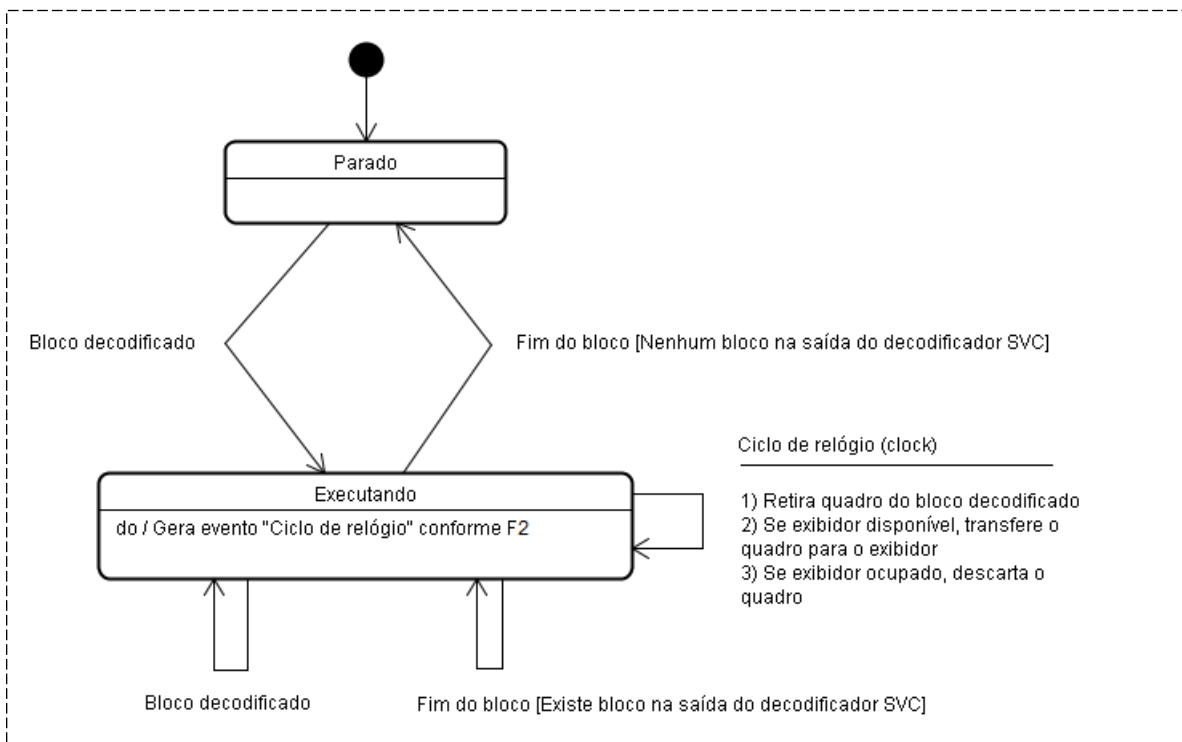 Parado
Bloco decodificado
Fim do bloco [Nenhum bloco na saída do decodificador SVC]
Ciclo de relógio (clock)
1) Retira quadro do bloco decodificado
2) Se exibidor disponível, transfere o
quadro para o exibidor
3) Se exibidor ocupado, descarta o
quadro
Executando
do / Gera evento "Ciclo de relógio" conforme F2
Bloco decodificado
Fim do bloco [Existe bloco na saída do decodificador SVC]